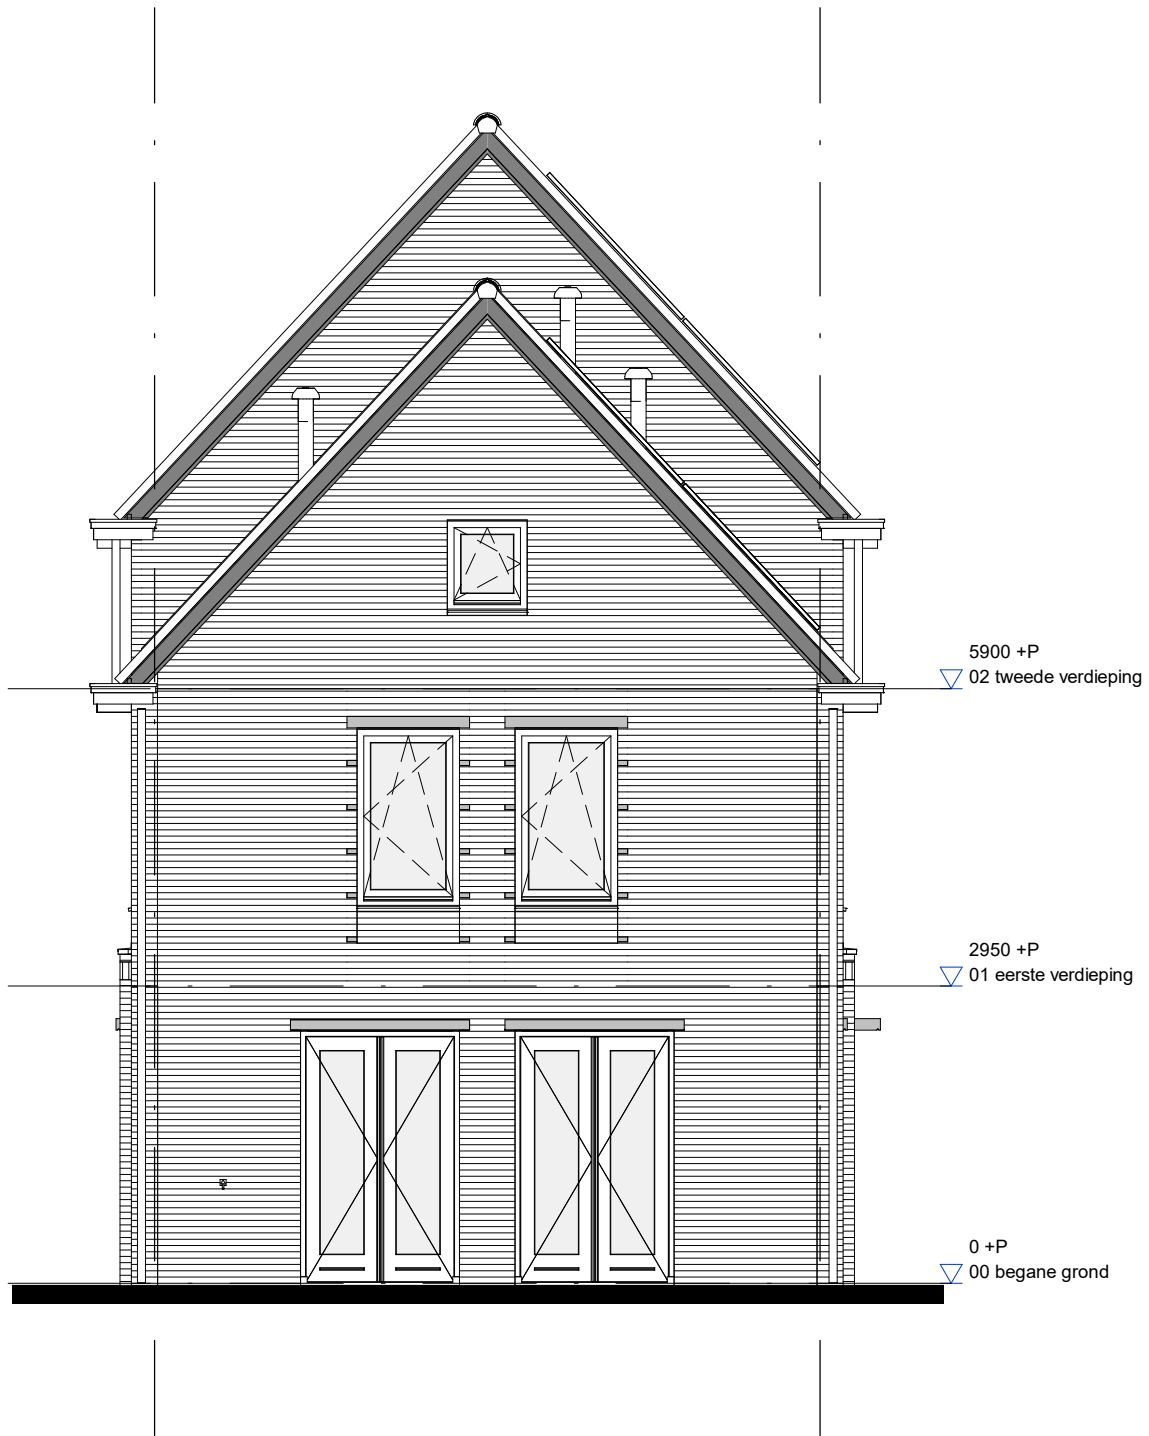 5900 +P
02 tweede verdieping
2950 +P
01 eerste verdieping
0 +P
00 begane grond